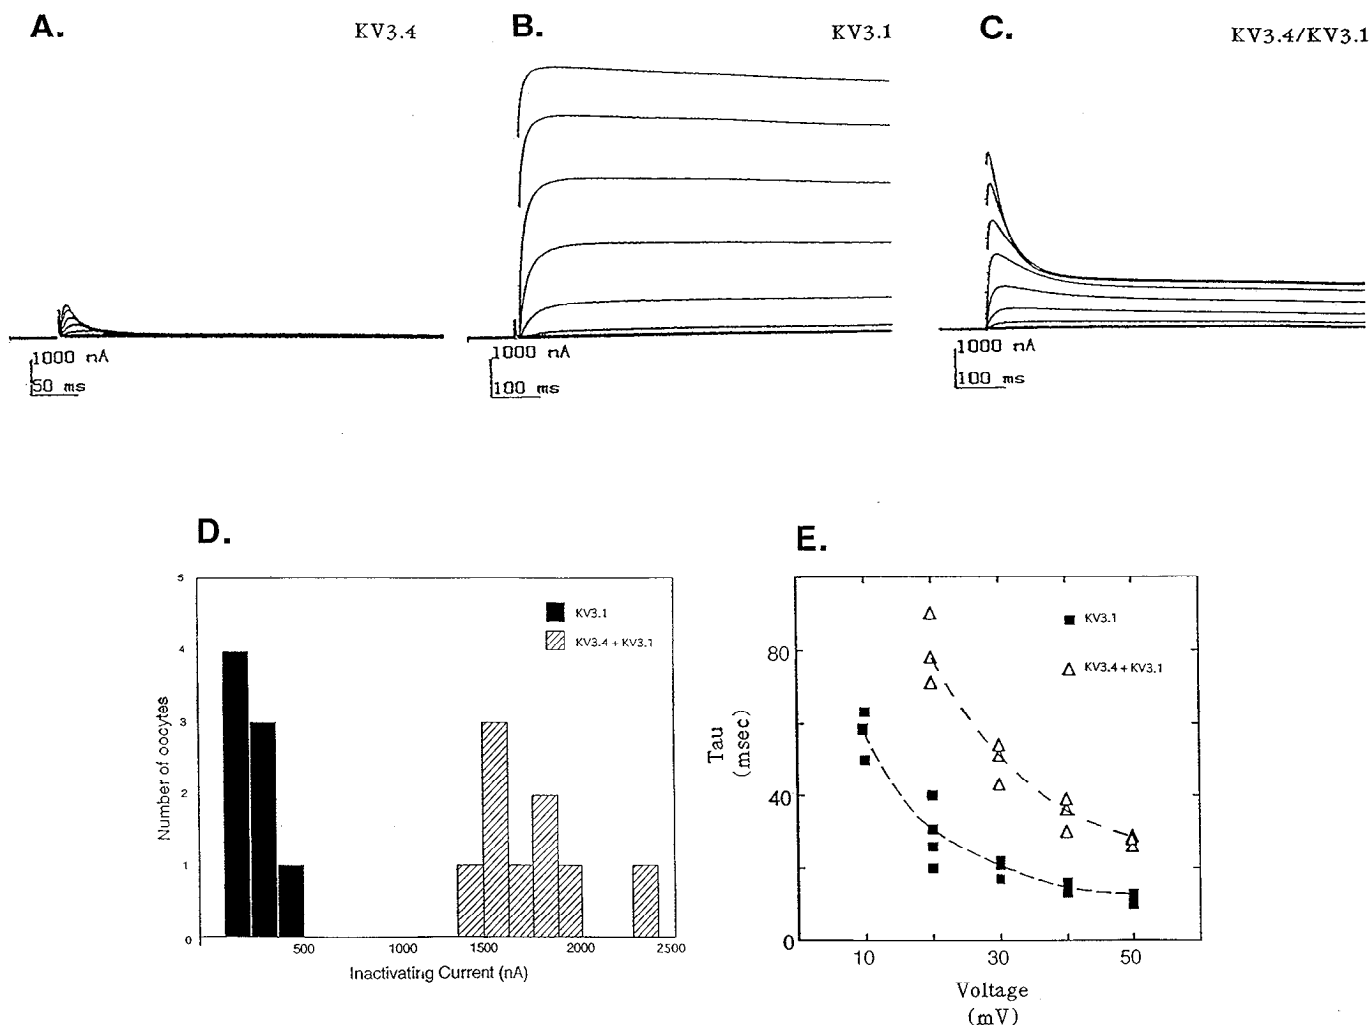 A.
KV3.4
B.
KV3.1
C.
KV3.4/KV3.1
1000 nA
50 ms
1000 nA
100 ms
1000 nA
100 ms
D.
5
4
3
2
1
0
Number of oocytes
KV3.1
KV3.4 + KV3.1
500
1000
1500
2000
2500
Inactivating Current (nA)
E.
80
40
0
Tau
(msec)
KV3.1
KV3.4 + KV3.1
10
30
50
Voltage
(mV)